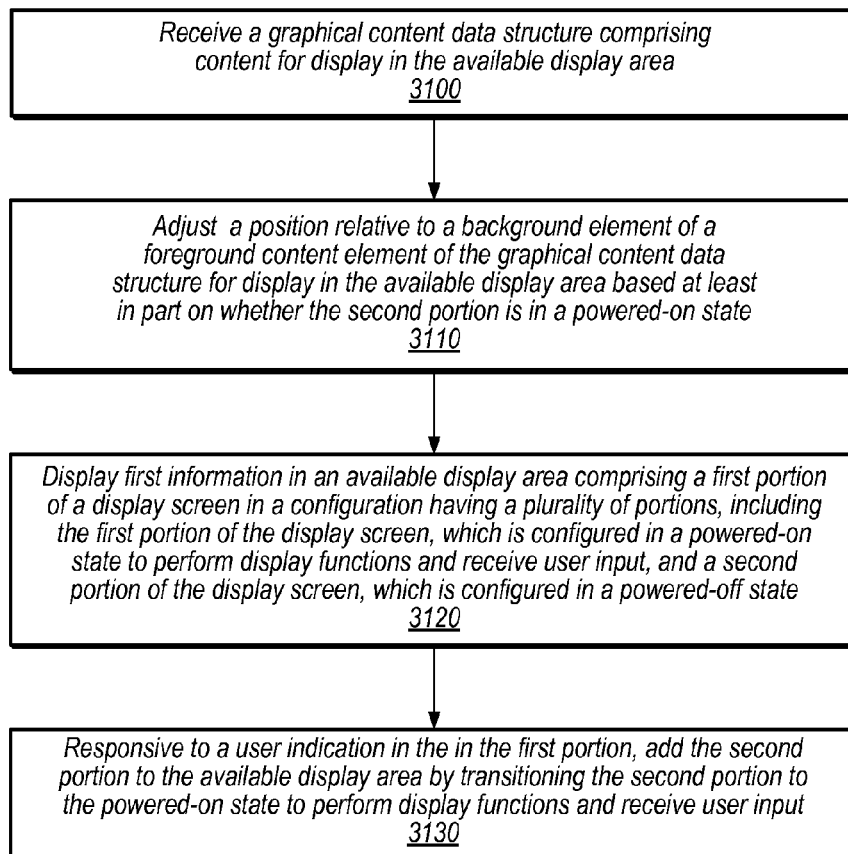 Receive a graphical content data structure comprising
content for display in the available display area
3100
Adjust a position relative to a background element of a
foreground content element of the graphical content data
structure for display in the available display area based at least
in part on whether the second portion is in a powered-on state
3110
Display first information in an available display area comprising a first portion
of a display screen in a configuration having a plurality of portions, including
the first portion of the display screen, which is configured in a powered-on
state to perform display functions and receive user input, and a second
portion of the display screen, which is configured in a powered-off state
3120
Responsive to a user indication in the in the first portion, add the second
portion to the available display area by transitioning the second portion to
the powered-on state to perform display functions and receive user input
3130